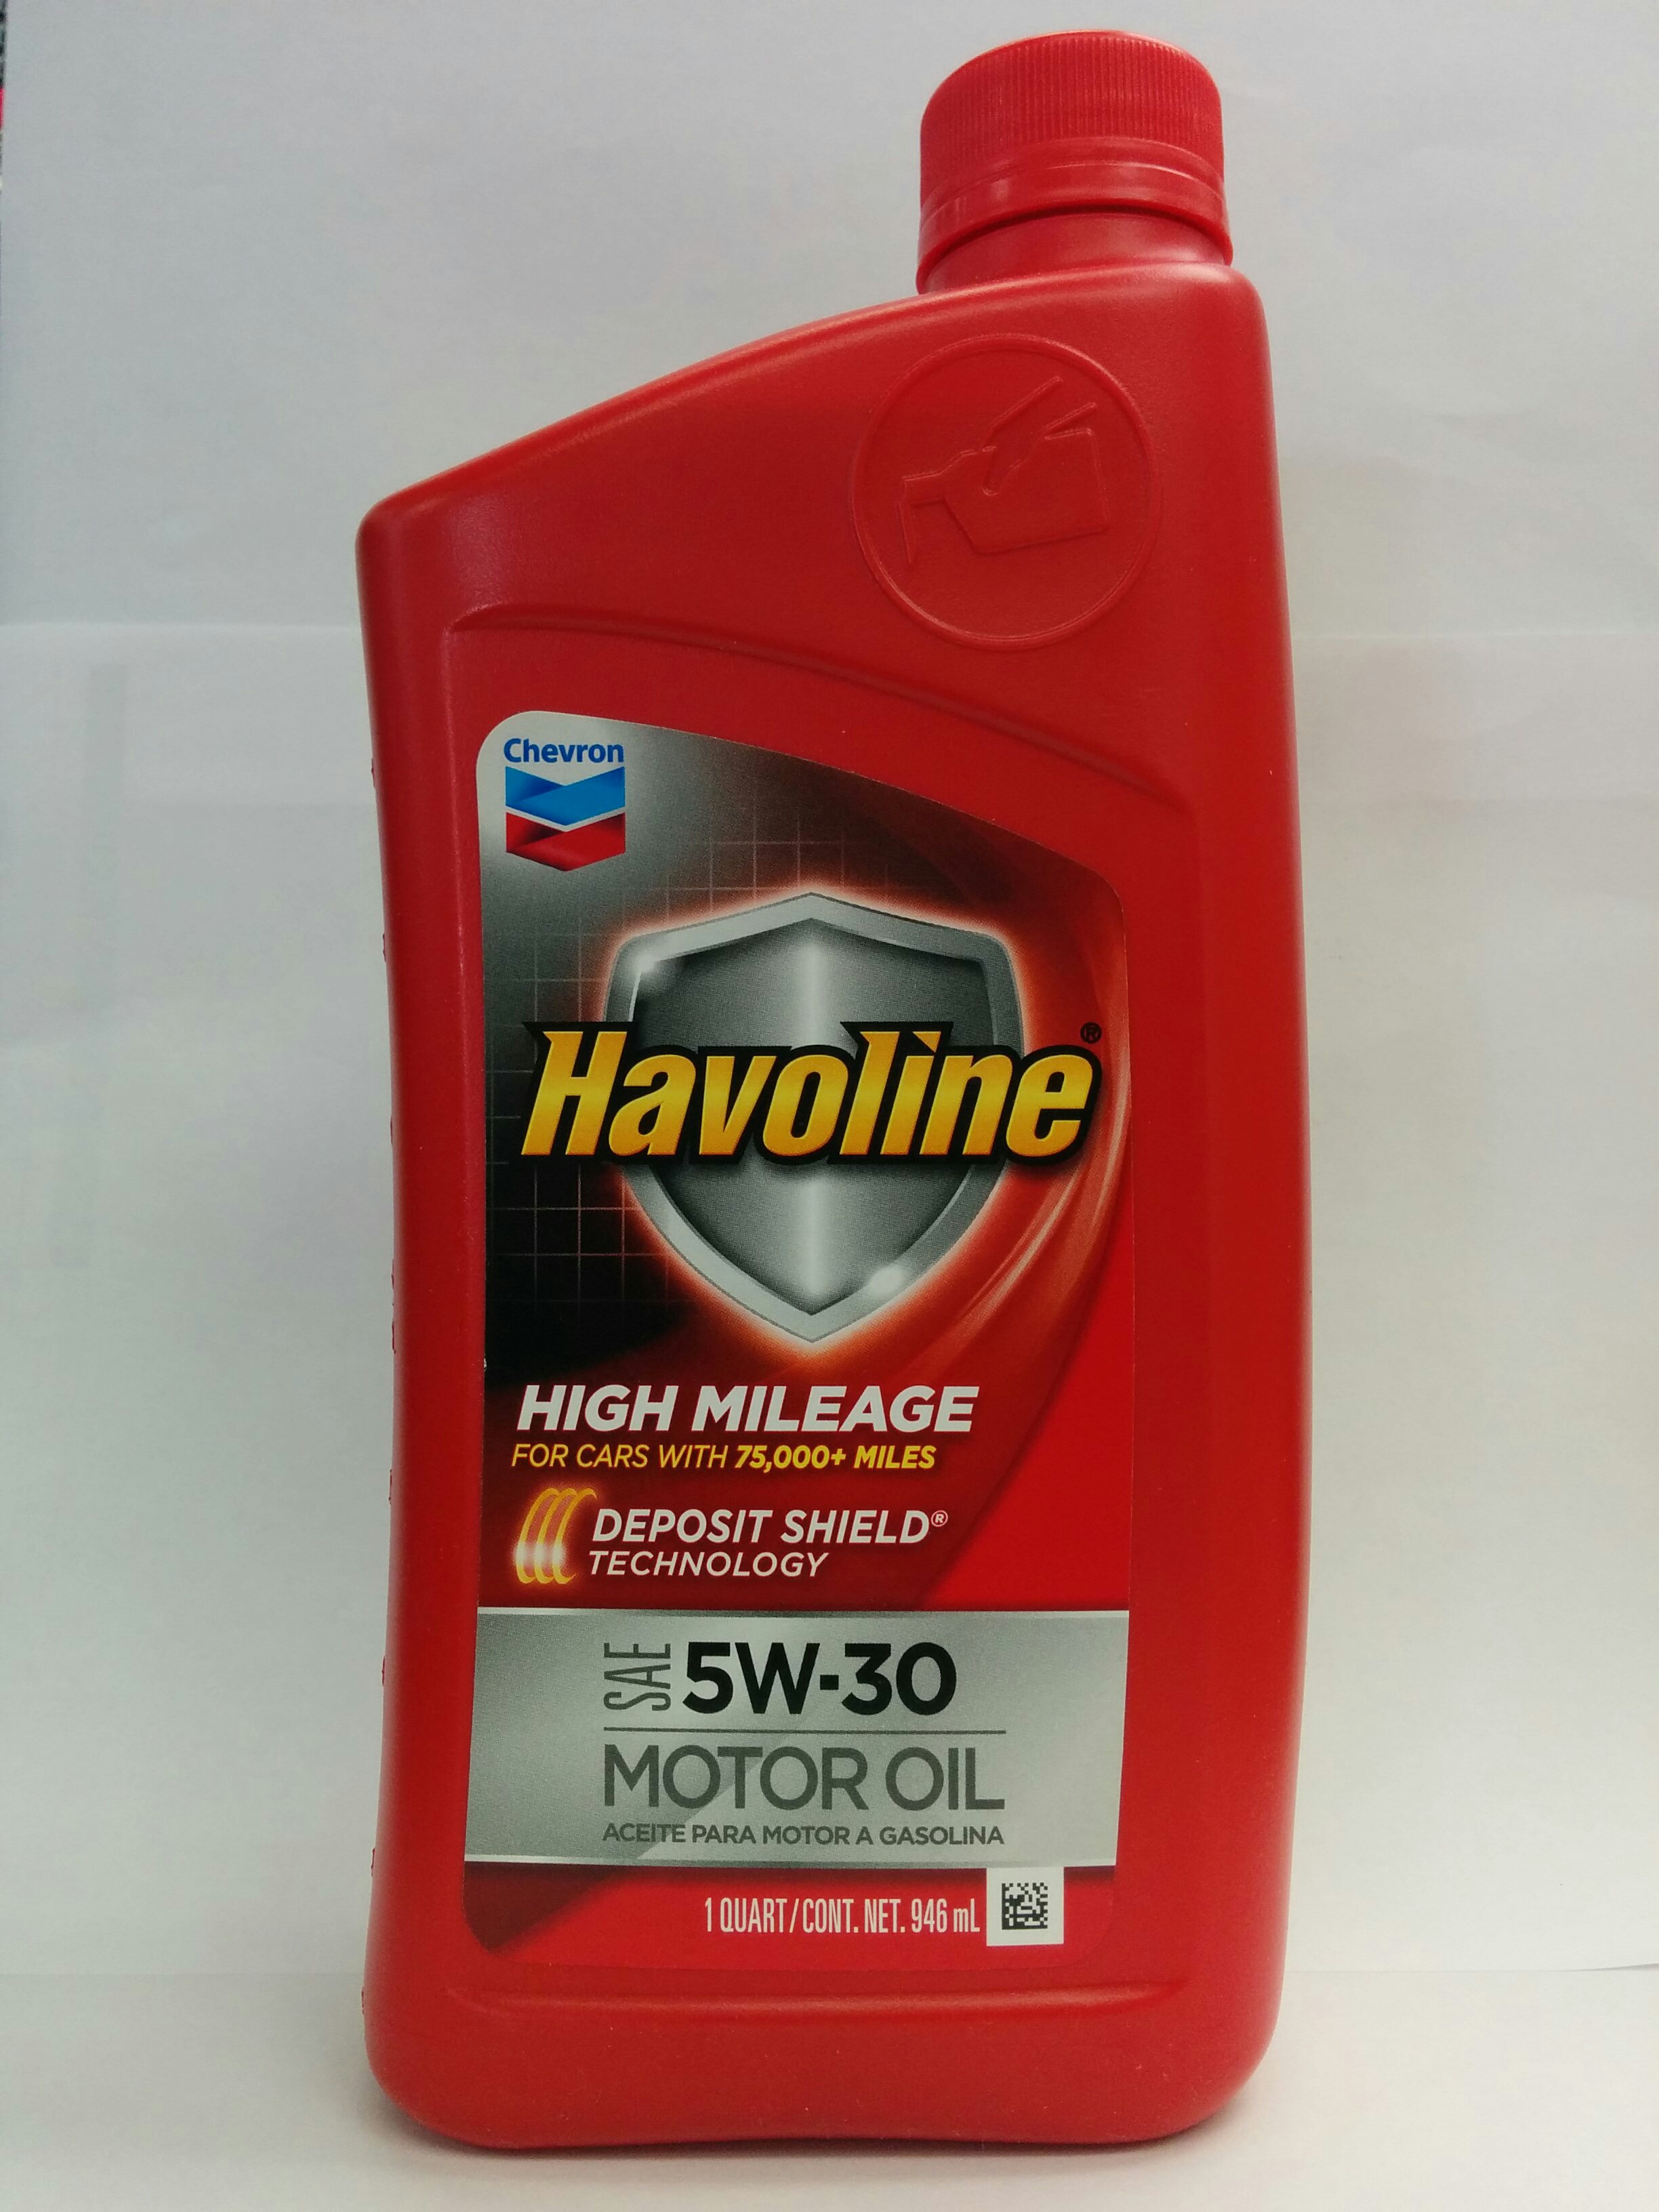 Chevron
Havoline®
HIGH MILEAGE
FOR CARS WITH 75,000+ MILES
DEPOSIT SHIELD®
TECHNOLOGY
SAE 5W-30
MOTOR OIL
ACEITE PARA MOTOR A GASOLINA
1 QUART/CONT. NET. 946 mL